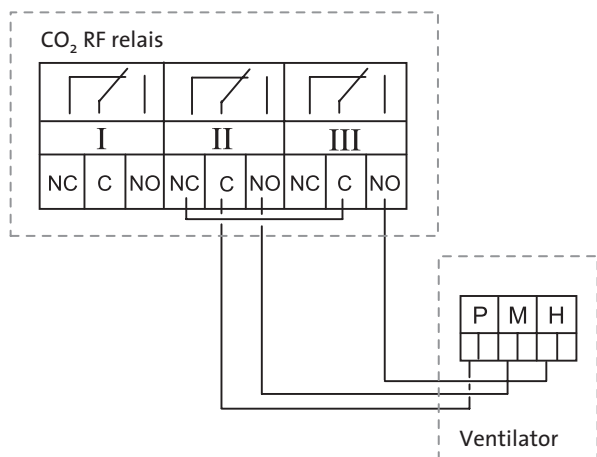 CO₂ RF relais
I II III
NC C NO NC C NO NC C NO
P M H
Ventilator